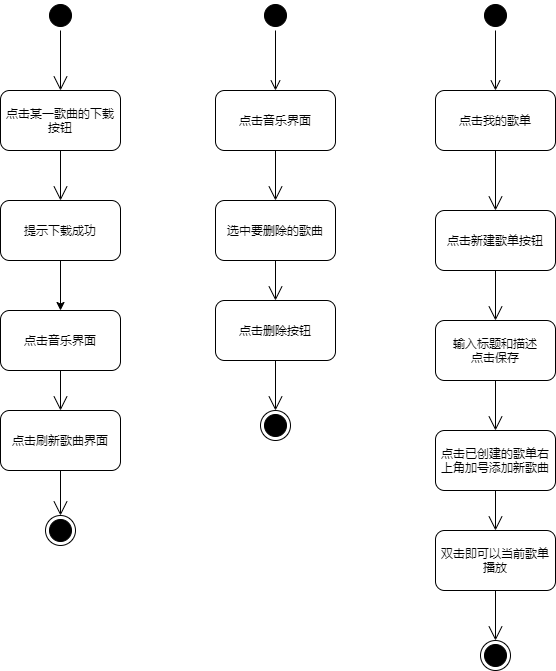 点击某一歌曲的下载
按钮
提示下载成功
点击音乐界面
点击刷新歌曲界面
点击音乐界面
选中要删除的歌曲
点击删除按钮
点击我的歌单
点击新建歌单按钮
输入标题和描述
点击保存
点击已创建的歌单右
上角加号添加新歌曲
双击即可以当前歌单
播放